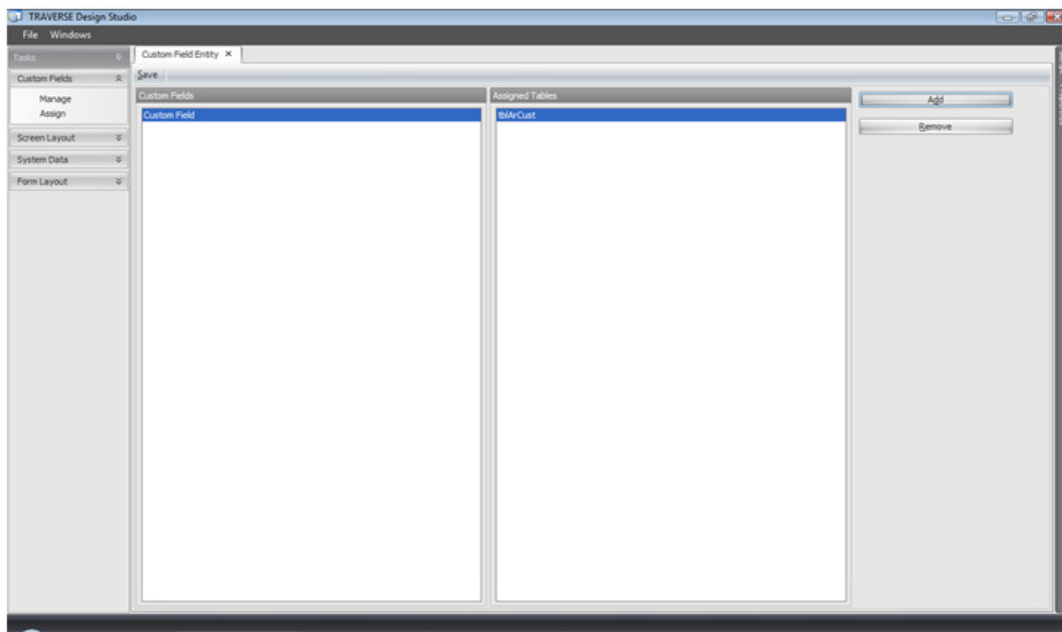 TRAVERSE Design Studio
File Windows
Tasks
Custom Field Entity
Save
Custom Fields
Manage
Assign
Screen Layout
System Data
Form Layout
Custom Fields
Custom Field
Assigned Tables
tblArCust
Add
Remove